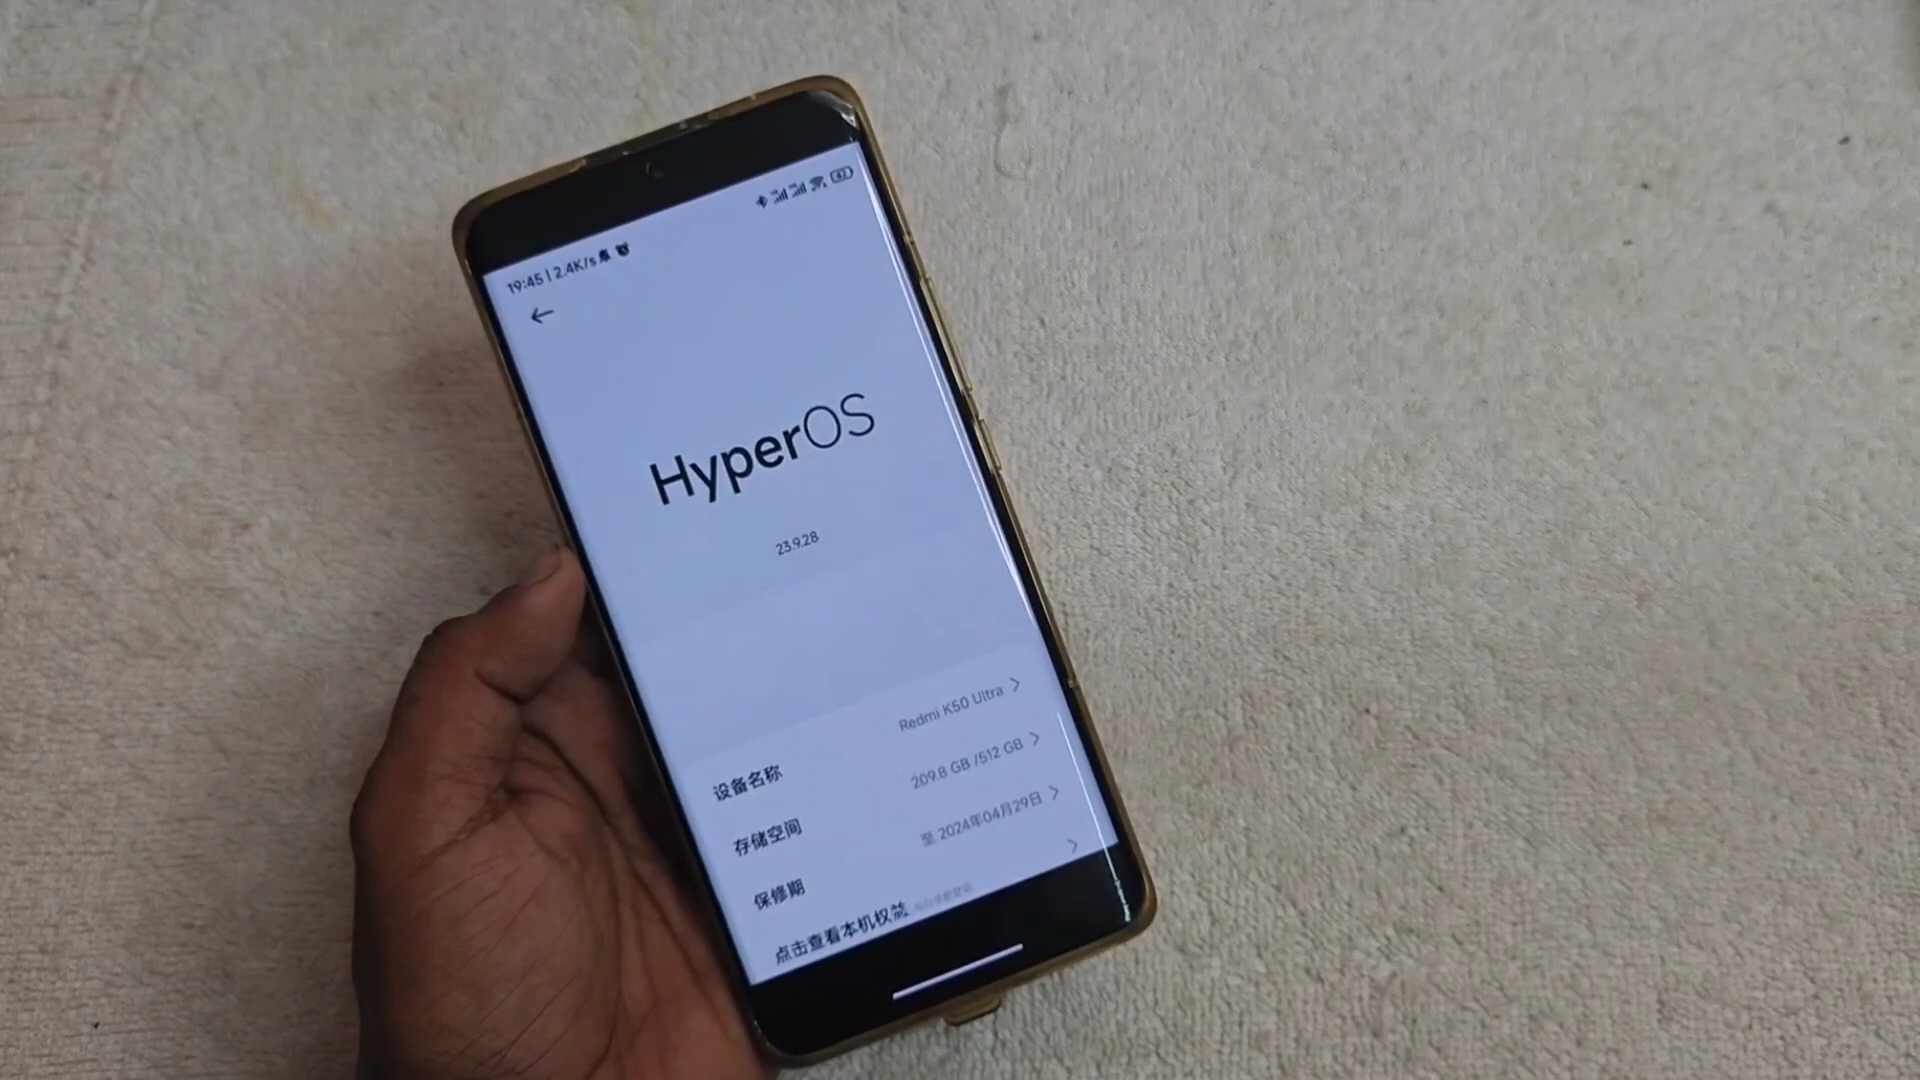 19:45 | 2.4K/s
HyperOS
23.9.28
设备名称 Redmi K50 Ultra
存储空间 209.8 GB /512 GB
保修期 至 2024年04月29日
点击查看本机权益